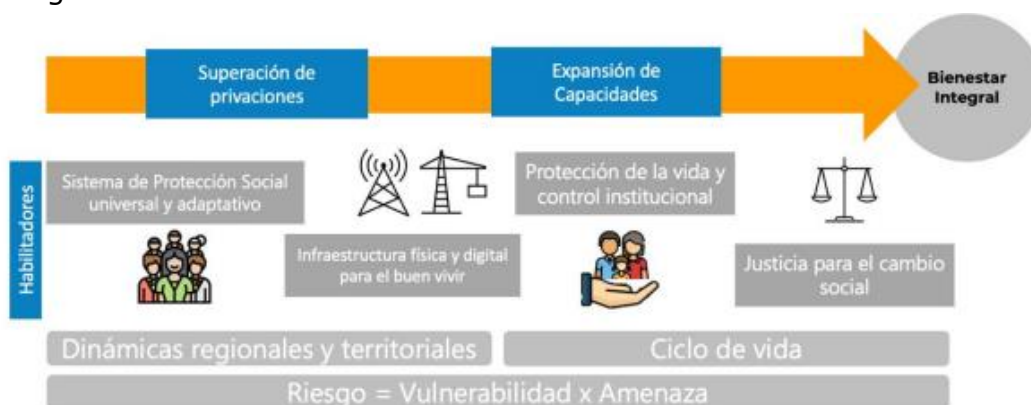 Superación de
privaciones
Expansión de
Capacidades
Bienestar
Integral
Habilitadores
Sistema de Protección Social
universal y adaptativo
Infraestructura física y digital
para el buen vivir
Protección de la vida y
control institucional
Justicia para el cambio
social
Dinámicas regionales y territoriales
Ciclo de vida
Riesgo = Vulnerabilidad x Amenaza